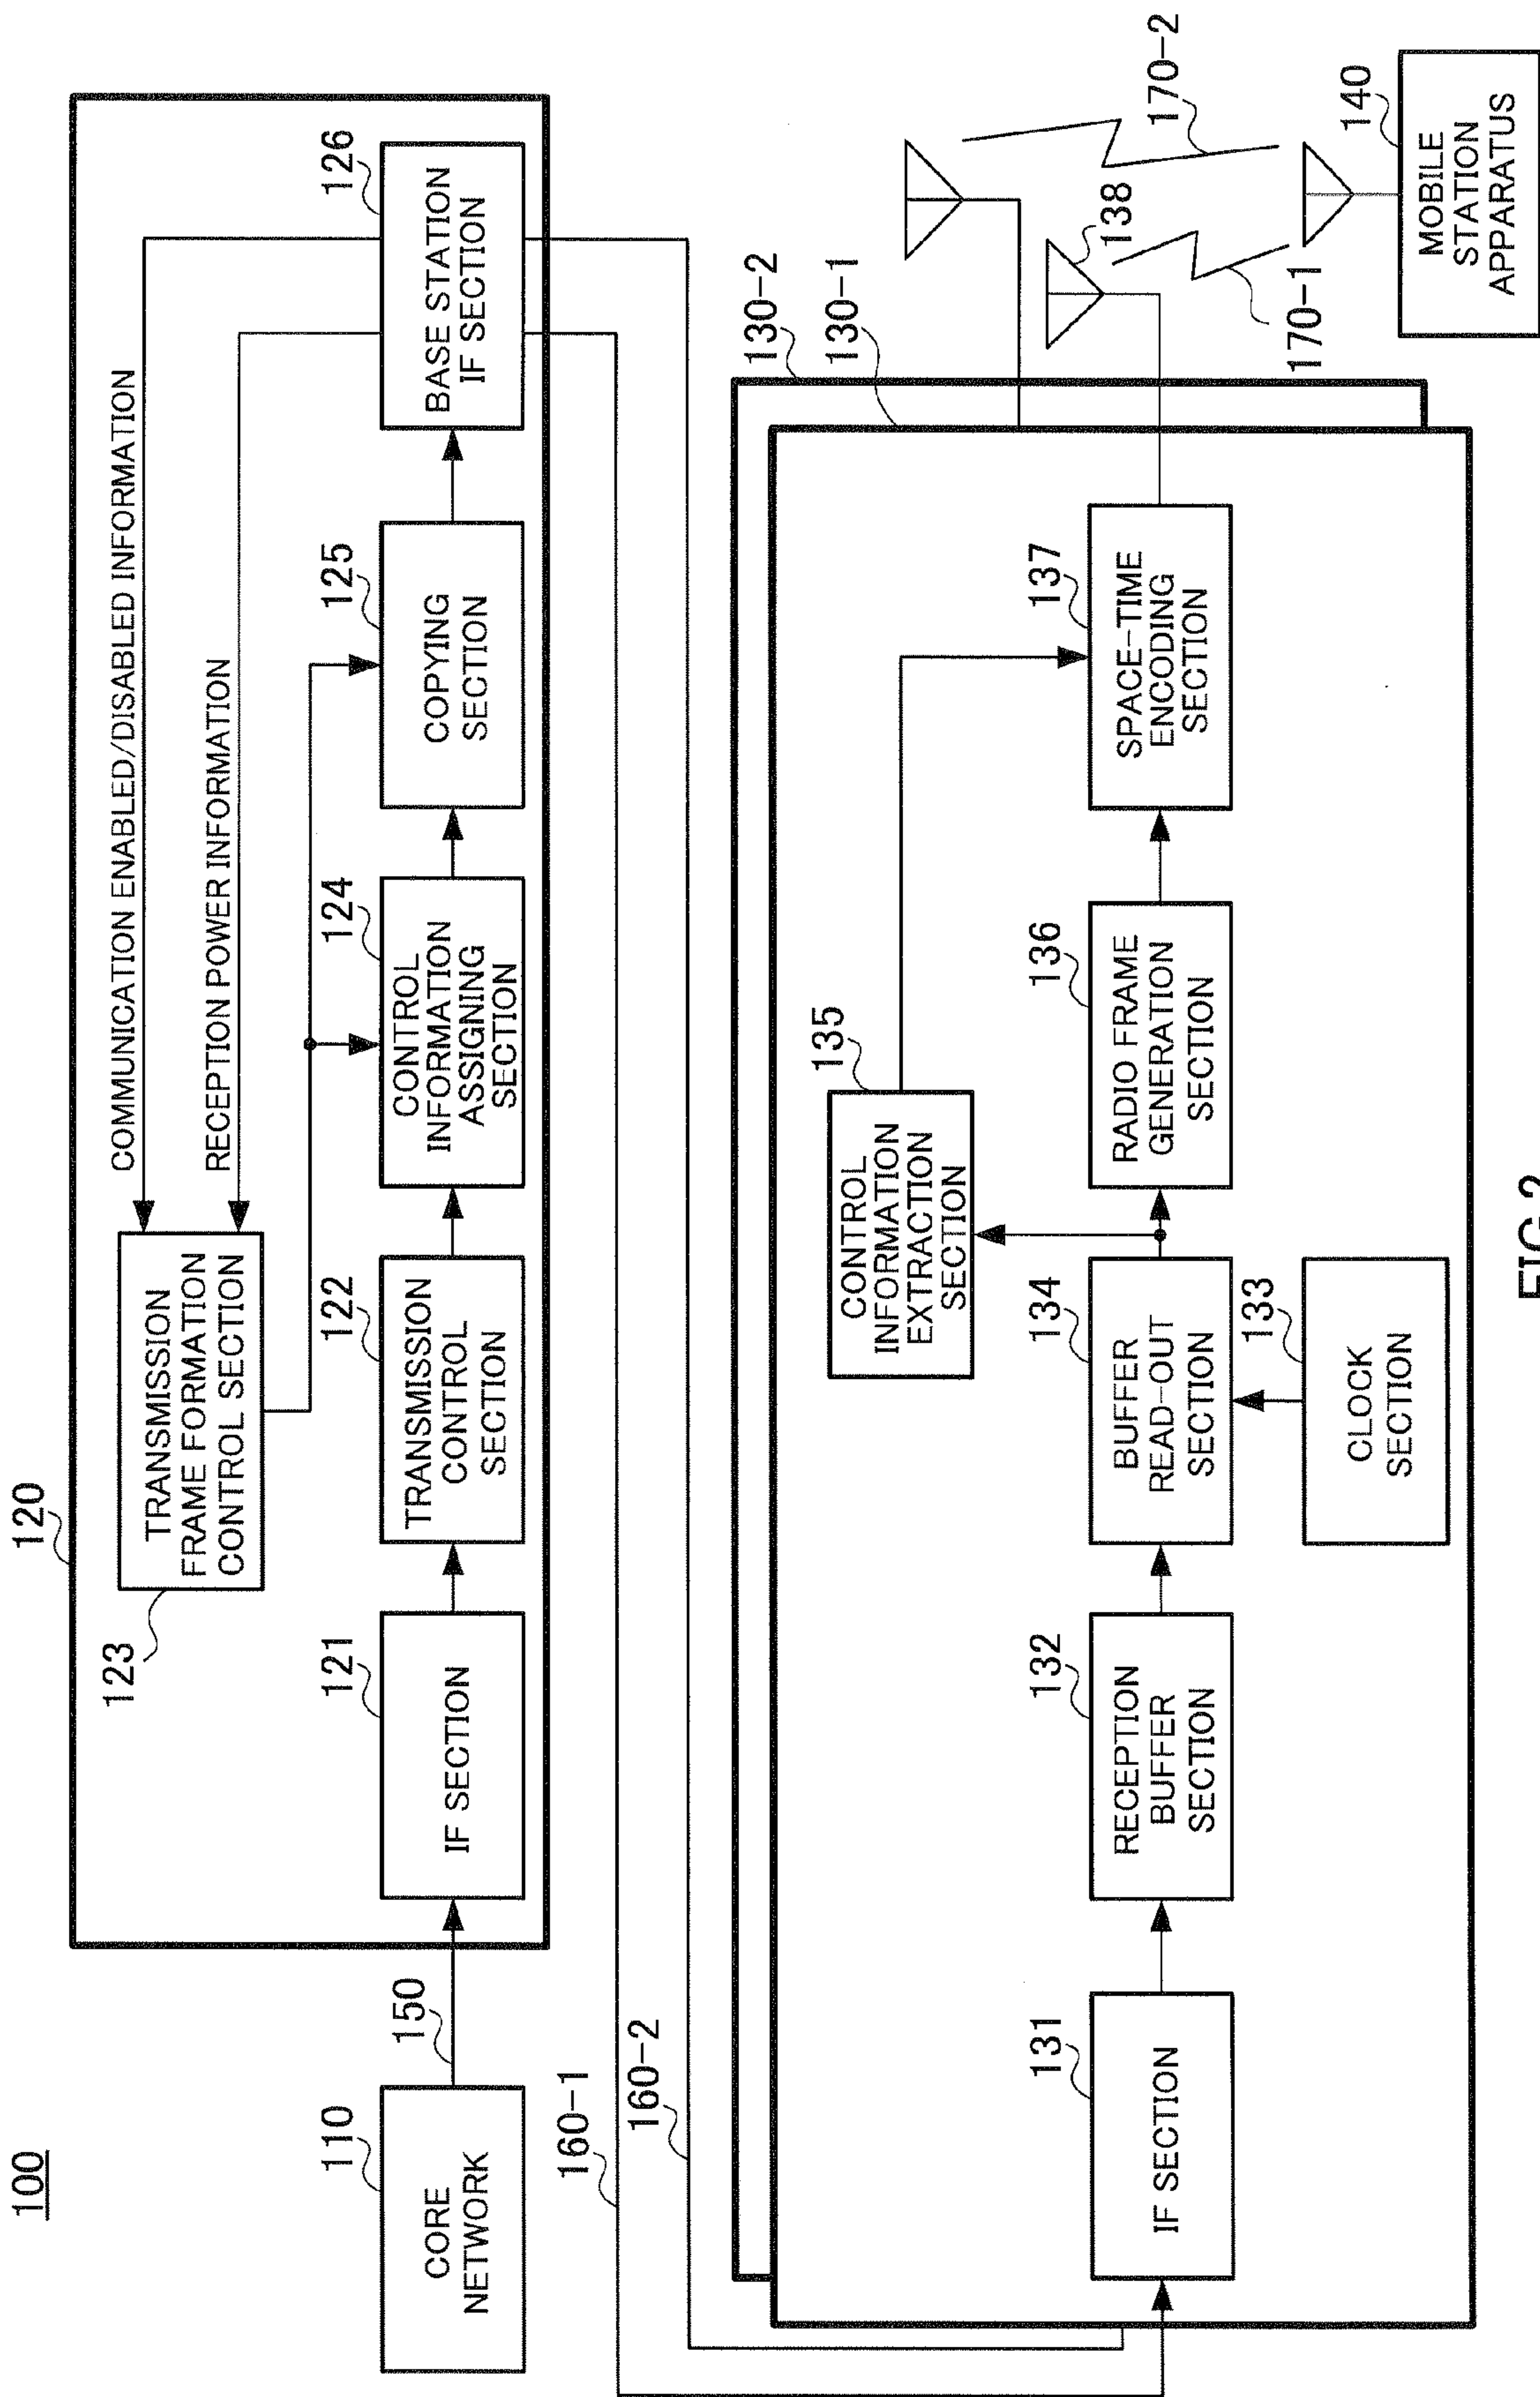 100
120
COMMUNICATION ENABLED/DISABLED INFORMATION
RECEPTION POWER INFORMATION
123
TRANSMISSION
FRAME FORMATION
CONTROL SECTION
110
CORE
NETWORK
150
121
IF SECTION
122
TRANSMISSION
CONTROL
SECTION
124
CONTROL
INFORMATION
ASSIGNING
SECTION
125
COPYING
SECTION
126
BASE STATION
IF SECTION
160-1
160-2
130-2
130-1
131
IF SECTION
132
RECEPTION
BUFFER
SECTION
134
BUFFER
READ-OUT
SECTION
133
CLOCK
SECTION
135
CONTROL
INFORMATION
EXTRACTION
SECTION
136
RADIO FRAME
GENERATION
SECTION
137
SPACE-TIME
ENCODING
SECTION
138
170-2
170-1
140
MOBILE
STATION
APPARATUS